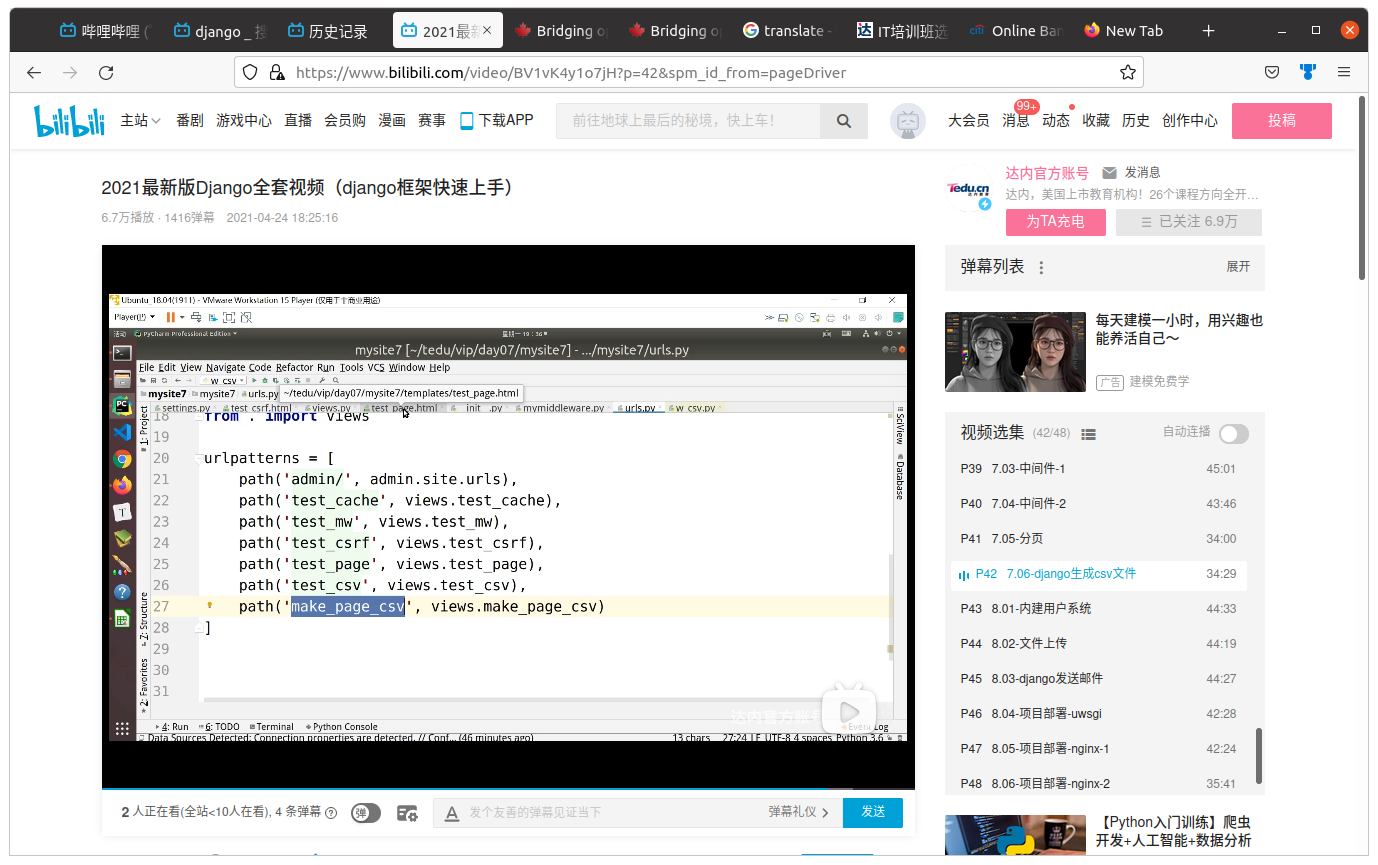 哔哩哔哩 (
django _ 搜
历史记录
2021最新
Bridging o
Bridging o
translate -
IT培训班选
Online Ban
New Tab
https://www.bilibili.com/video/BV1vK4y1o7jH?p=42&spm_id_from=pageDriver
bilibili 主站 番剧 游戏中心 直播 会员购 漫画 赛事 下载APP
前往地球上最后的秘境，快上车！
大会员 消息 99+ 动态 收藏 历史 创作中心 投稿
2021最新版Django全套视频（django框架快速上手）
6.7万播放 · 1416弹幕 2021-04-24 18:25:16
Tedu.cn
达内教育
达内官方账号 发消息
达内，美国上市教育机构！26个课程方向全开…
为TA充电 已关注 6.9万
Ubuntu_18.04(1911) - VMware Workstation 15 Player (仅用于非商业用途)
Player(P)
活动 PyCharm Professional Edition 星期一 19：36
mysite7 [~/tedu/vip/day07/mysite7] - .../mysite7/urls.py
File Edit View Navigate Code Refactor Run Tools VCS Window Help
w_csv
mysite7 mysite7 urls.py
~/tedu/vip/day07/mysite7/templates/test_page.html
settings.py test_csrf.html views.py test_page.html __init__.py mymiddleware.py urls.py w_csv.py
18 from . import views
19
20 urlpatterns = [
21 path('admin/', admin.site.urls),
22 path('test_cache', views.test_cache),
23 path('test_mw', views.test_mw),
24 path('test_csrf', views.test_csrf),
25 path('test_page', views.test_page),
26 path('test_csv', views.test_csv),
27 path('make_page_csv', views.make_page_csv)
28 ]
29
30
31
1: Project
7: Structure
2: Favorites
SciView
Database
达内官方账号
4: Run 6: TODO Terminal Python Console Event Log
Data Sources Detected: Connection properties are detected. // Conf... (46 minutes ago) 13 chars 27:24 LF UTF-8 4 spaces Python 3.6
2 人正在看(全站<10人在看), 4 条弹幕
弹
A 发个友善的弹幕见证当下 弹幕礼仪 发送
弹幕列表 展开
每天建模一小时，用兴趣也
能养活自己～
广告 建模免费学
视频选集 (42/48) 自动连播
P39 7.03-中间件-1 45:01
P40 7.04-中间件-2 43:46
P41 7.05-分页 34:00
P42 7.06-django生成csv文件 34:29
P43 8.01-内建用户系统 44:33
P44 8.02-文件上传 44:19
P45 8.03-django发送邮件 44:27
P46 8.04-项目部署-uwsgi 42:28
P47 8.05-项目部署-nginx-1 42:24
P48 8.06-项目部署-nginx-2 35:41
【Python入门训练】爬虫
开发+人工智能+数据分析